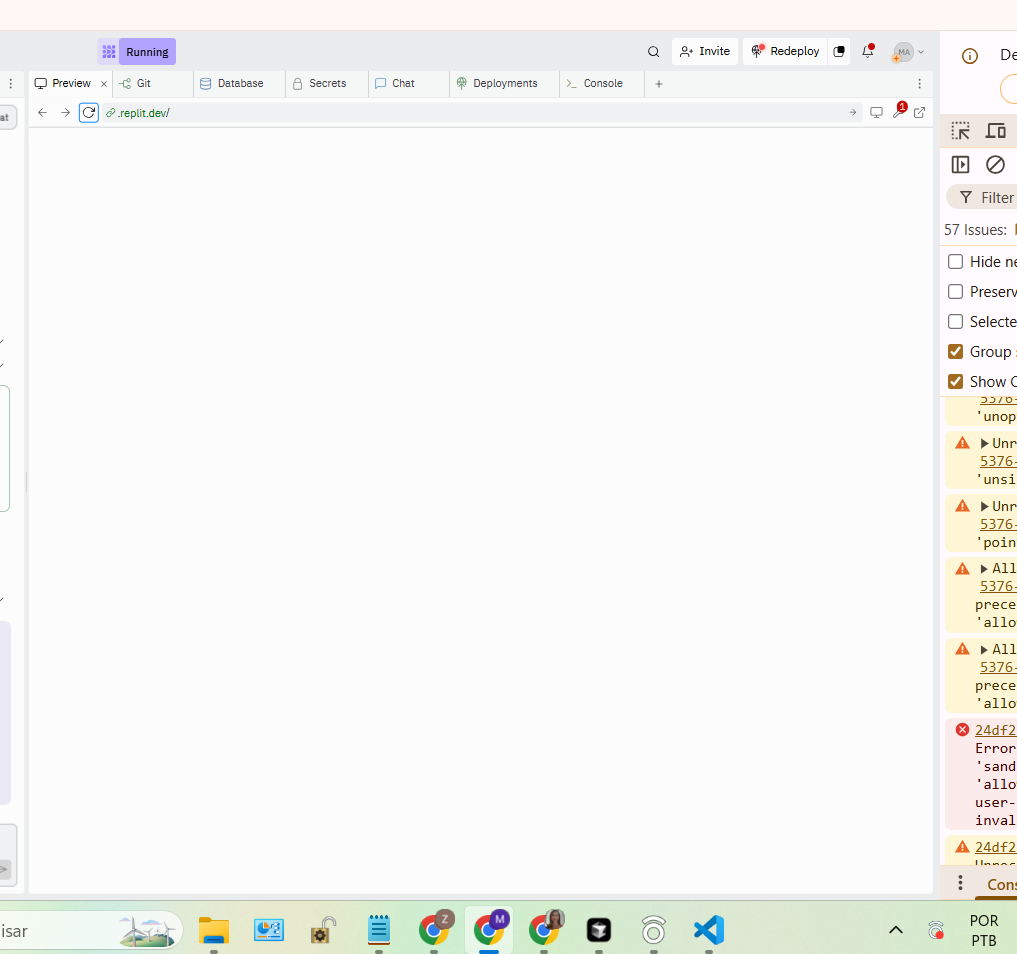 Running
Invite
Redeploy
MA
De
Preview
Git
Database
Secrets
Chat
Deployments
Console
at
.replit.dev/
1
Filter
57 Issues:
Hide ne
Preserv
Selecte
Group
Show C
5376-
'unop
Unr
5376-
'unsi
Unr
5376-
'poin
All
5376-
prece
'allo
All
5376-
prece
'allo
24df2
Error
'sand
'allo
user-
inval
24df2
Cons
isar
Z
M
POR
PTB